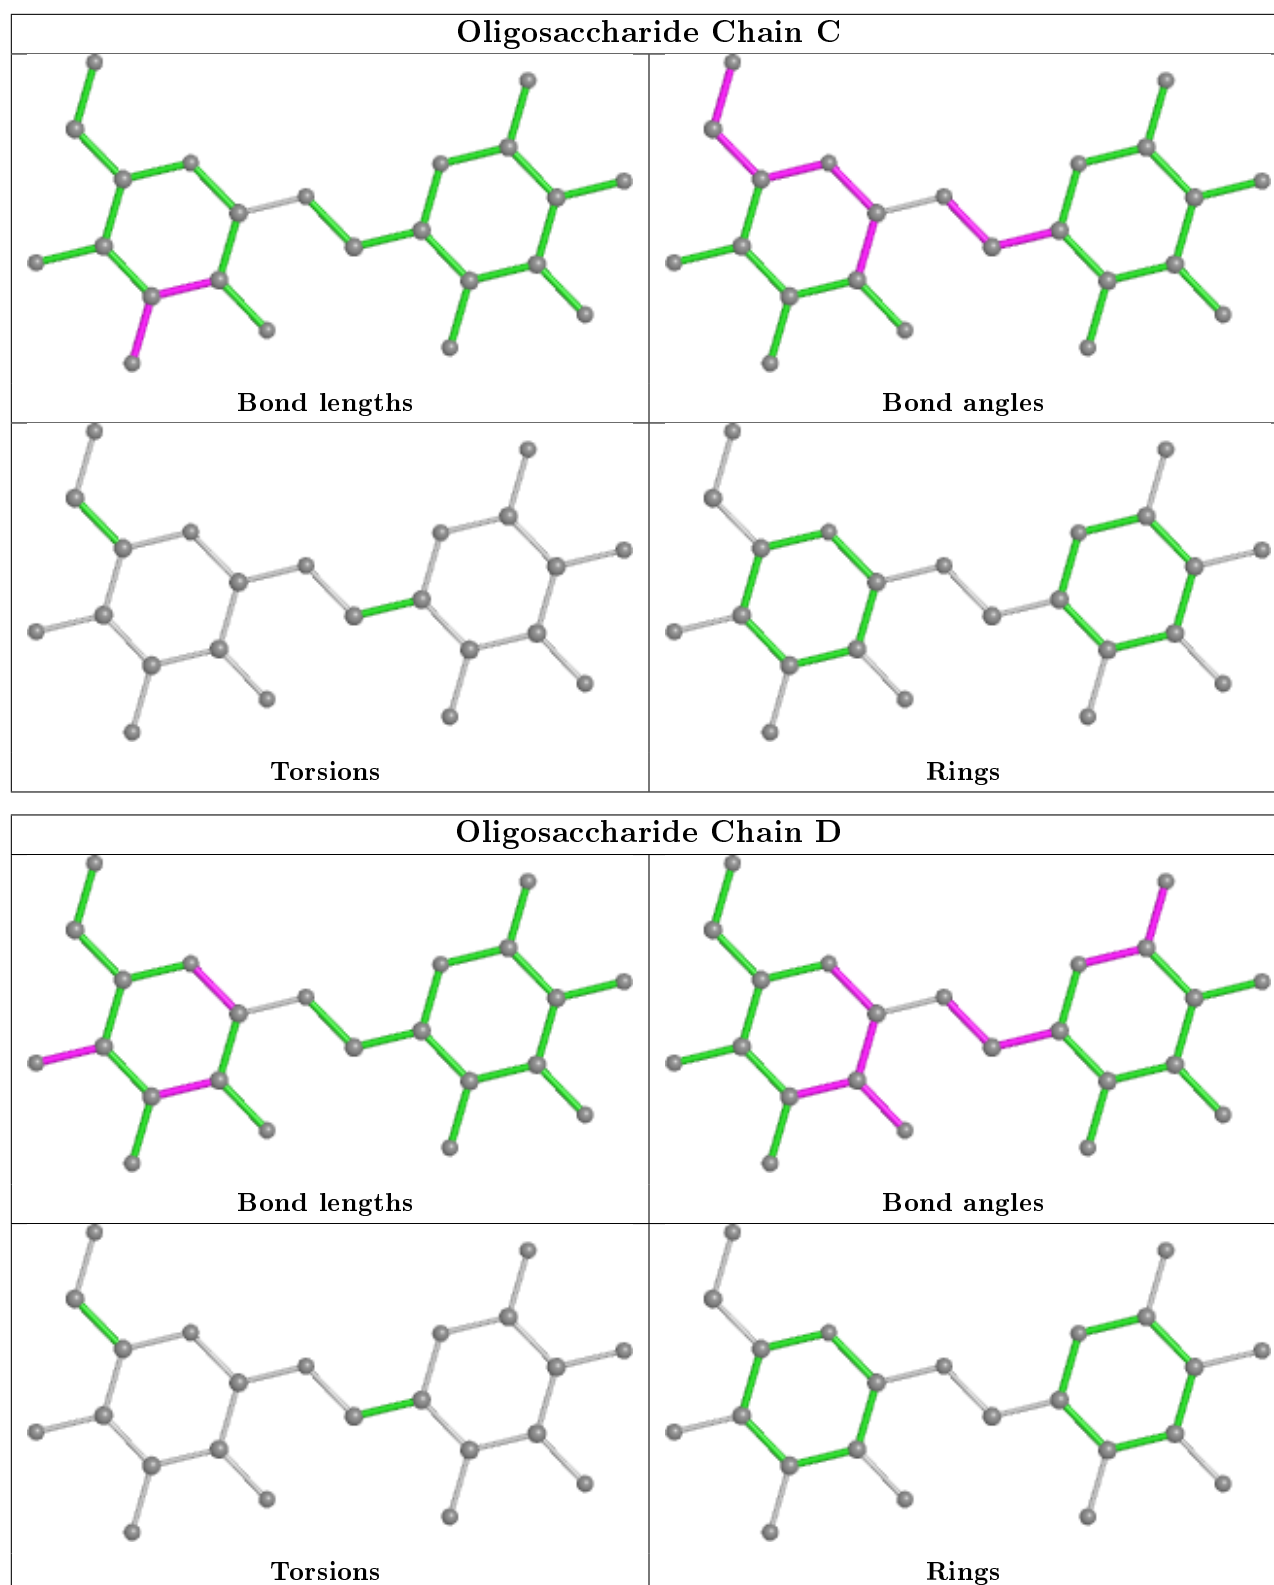 Oligosaccharide Chain C
Bond lengths
Bond angles
Torsions
Rings
Oligosaccharide Chain D
Bond lengths
Bond angles
Torsions
Rings